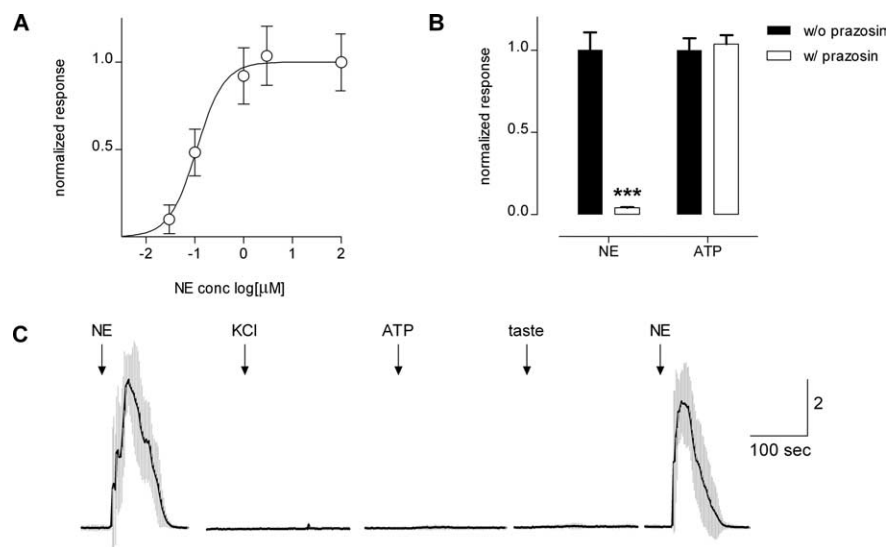 A
normalized response
1.0
0.5
-2 -1 0 1 2
NE conc log[µM]
B
w/o prazosin
w/ prazosin
normalized response
1.0
0.5
0.0
***
NE ATP
C
NE KCl ATP taste NE
2
100 sec